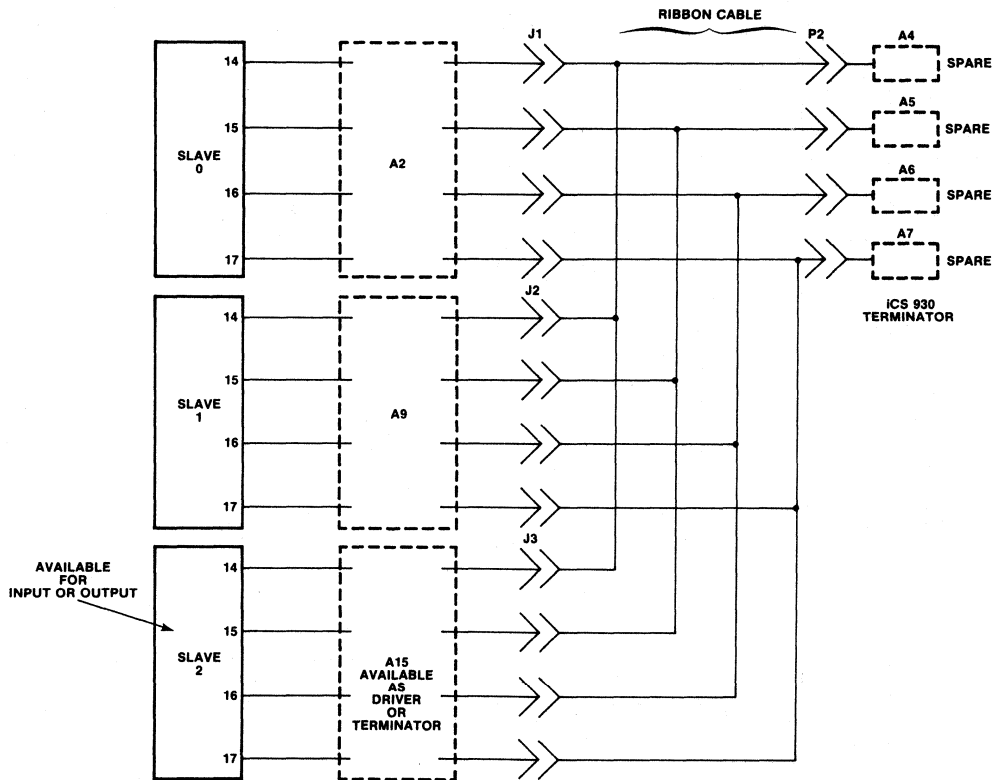 RIBBON CABLE
J1
P2
A4
14
SPARE
A5
15
SPARE
SLAVE
0
A2
A6
16
SPARE
A7
17
SPARE
J2
iCS 930
TERMINATOR
14
15
SLAVE
1
A9
16
17
J3
AVAILABLE
FOR
INPUT OR OUTPUT
14
15
SLAVE
2
A15
AVAILABLE
AS
DRIVER
OR
TERMINATOR
16
17